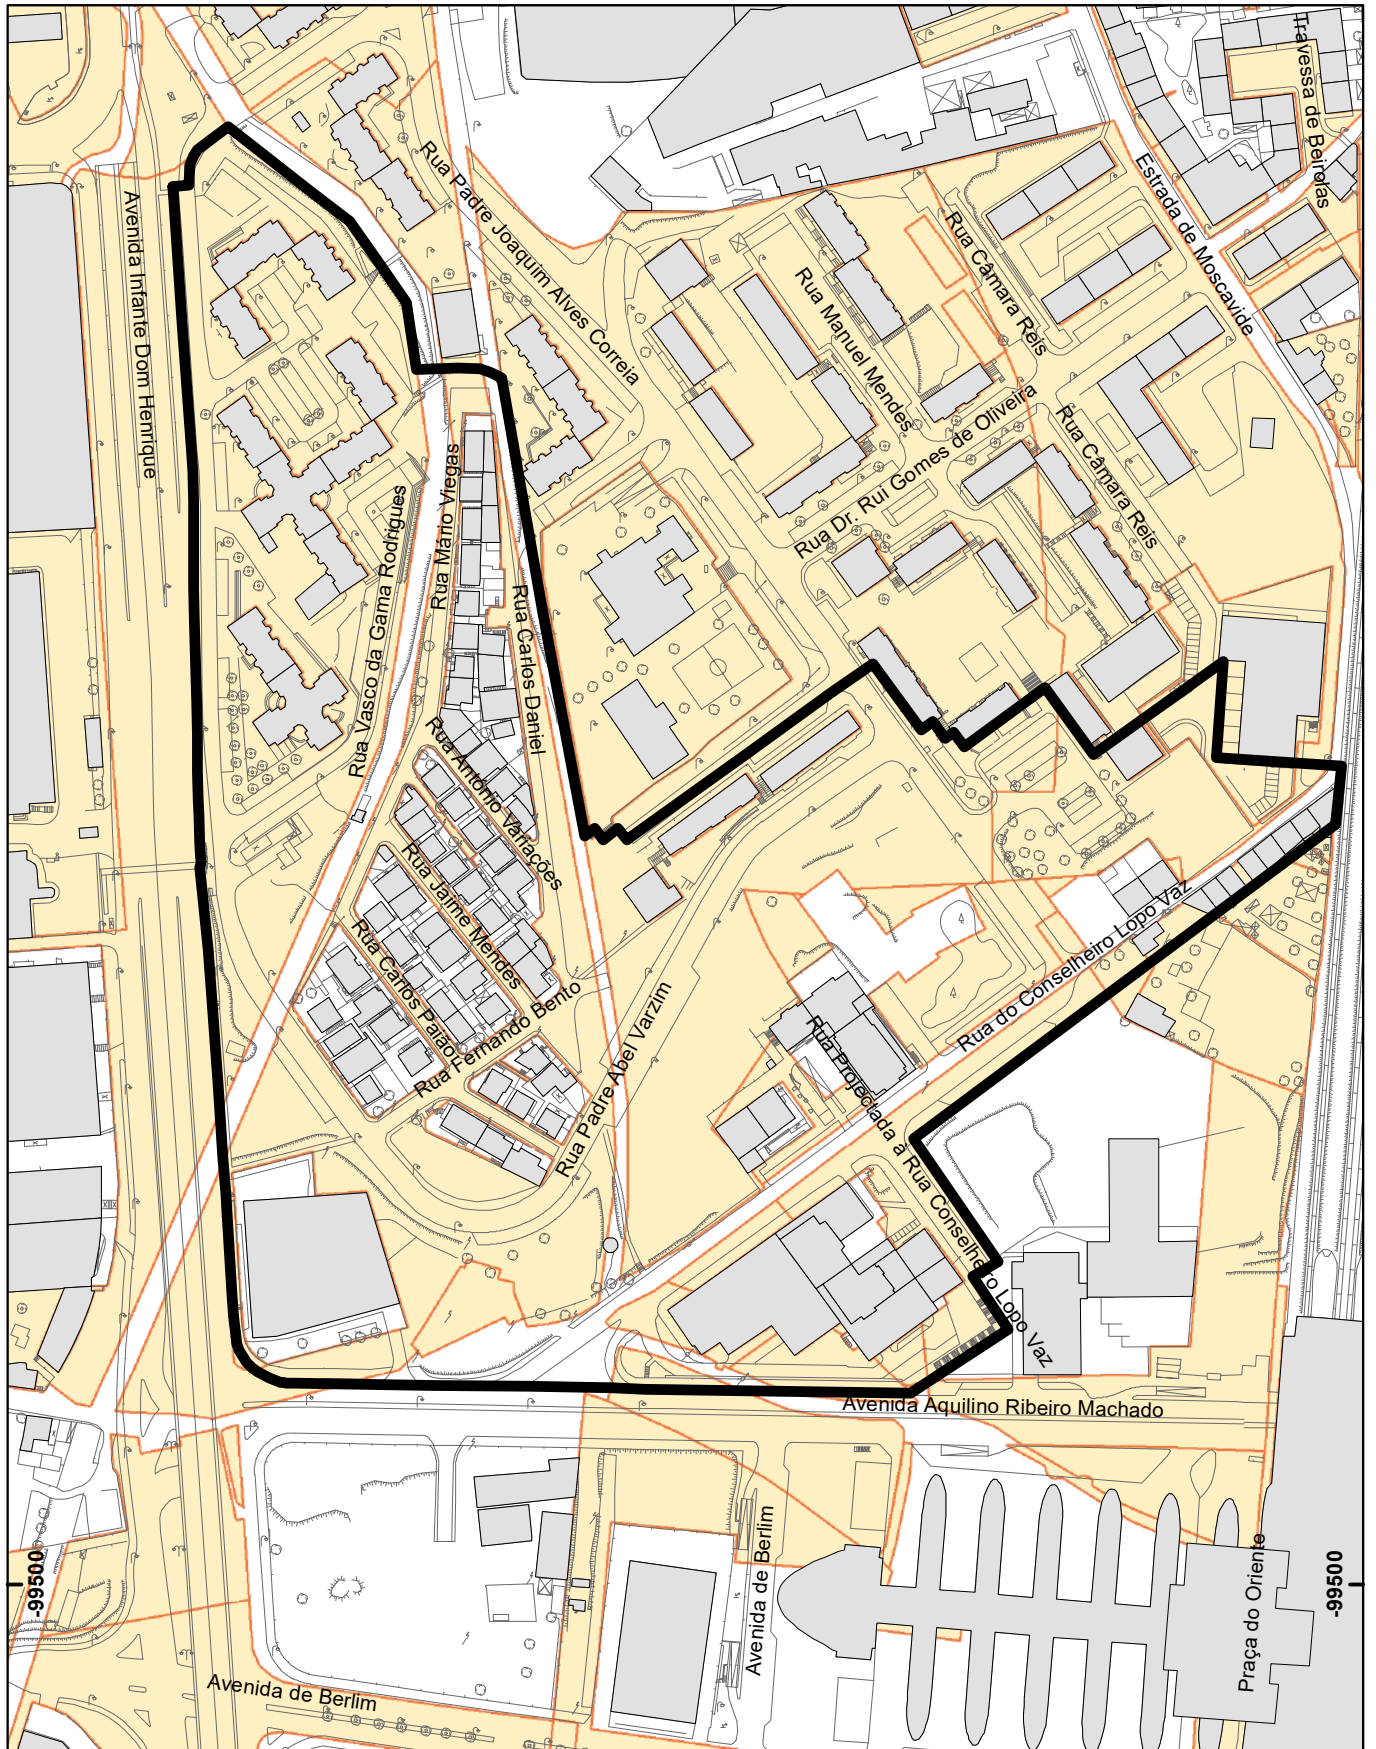 Travessa de Beirolas
Estrada de Moscavide
Rua Padre Joaquim Alves Correia
Avenida Infante Dom Henrique
Rua Câmara Reis
Rua Manuel Mendes
Rua Dr. Rui Gomes de Oliveira
Rua Câmara Reis
Rua Mário Viegas
Rua Vasco da Gama Rodrigues
Rua Carlos Daniel
Rua António Variações
Rua Jaime Mendes
Rua Carlos Paião
Rua Fernando Bento
Rua Padre Abel Varzim
Rua do Conselheiro Lopo Vaz
Rua Projectada à Rua Conselheiro Lopo Vaz
Avenida Aquilino Ribeiro Machado
-99500
-99500
Avenida de Berlim
Praça do Oriente
Avenida de Berlim